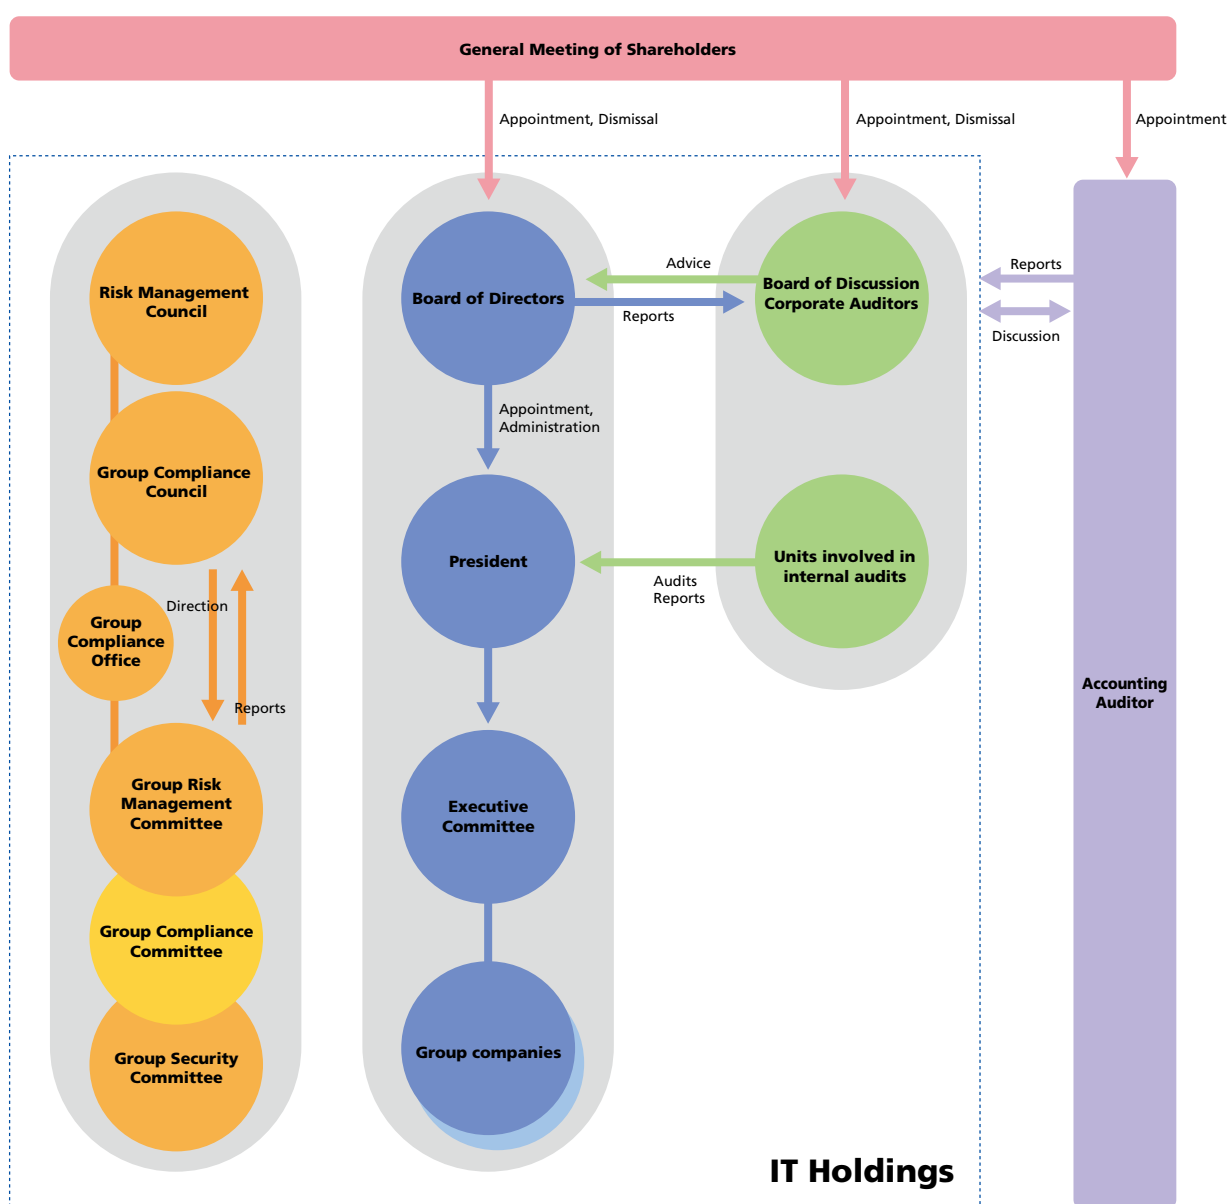 General Meeting of Shareholders
Appointment, Dismissal
Appointment, Dismissal
Appointment
Risk Management
Council
Group Compliance
Council
Group
Compliance
Office
Direction
Reports
Group Risk
Management
Committee
Group Compliance
Committee
Group Security
Committee
Board of Directors
Advice
Reports
Board of Discussion
Corporate Auditors
Appointment,
Administration
President
Audits
Reports
Units involved in
internal audits
Executive
Committee
Group companies
Reports
Discussion
Accounting
Auditor
IT Holdings